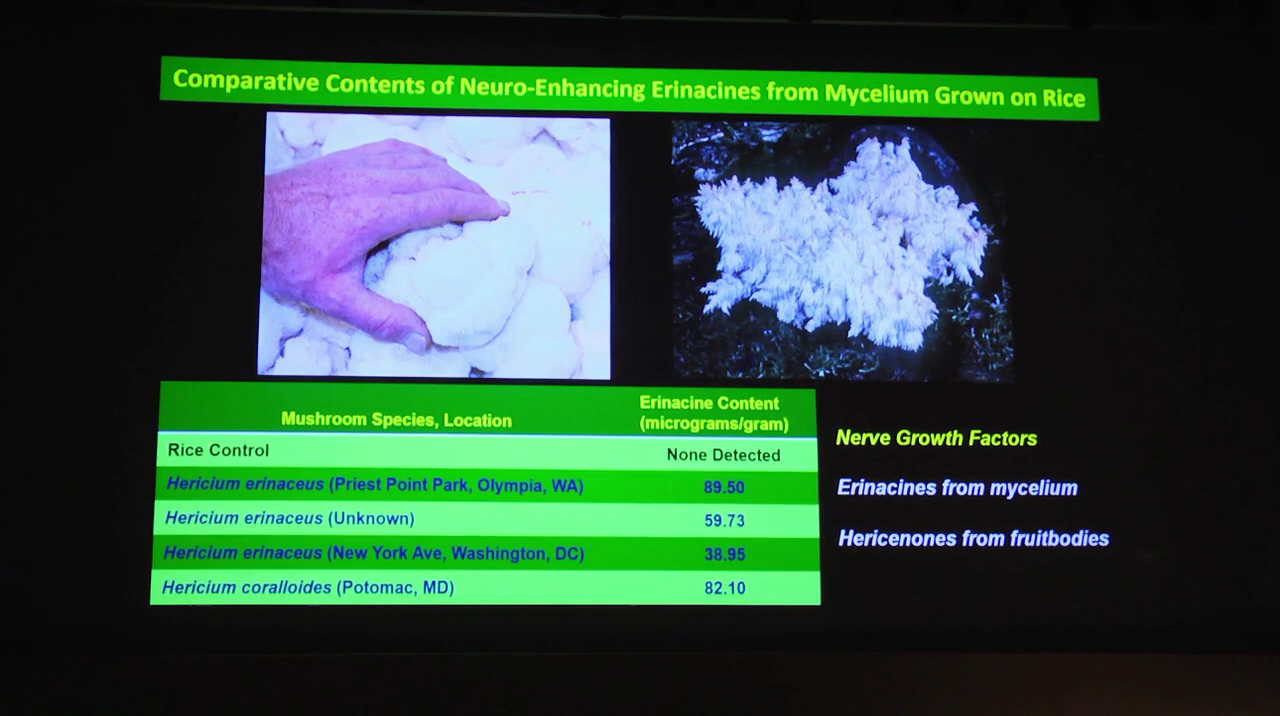 Comparative Contents of Neuro-Enhancing Erinacines from Mycelium Grown on Rice
Mushroom Species, Location
Erinacine Content
(micrograms/gram)
Rice Control None Detected
Hericium erinaceus (Priest Point Park, Olympia, WA) 89.50
Hericium erinaceus (Unknown) 59.73
Hericium erinaceus (New York Ave, Washington, DC) 38.95
Hericium coralloides (Potomac, MD) 82.10
Nerve Growth Factors
Erinacines from mycelium
Hericenones from fruitbodies